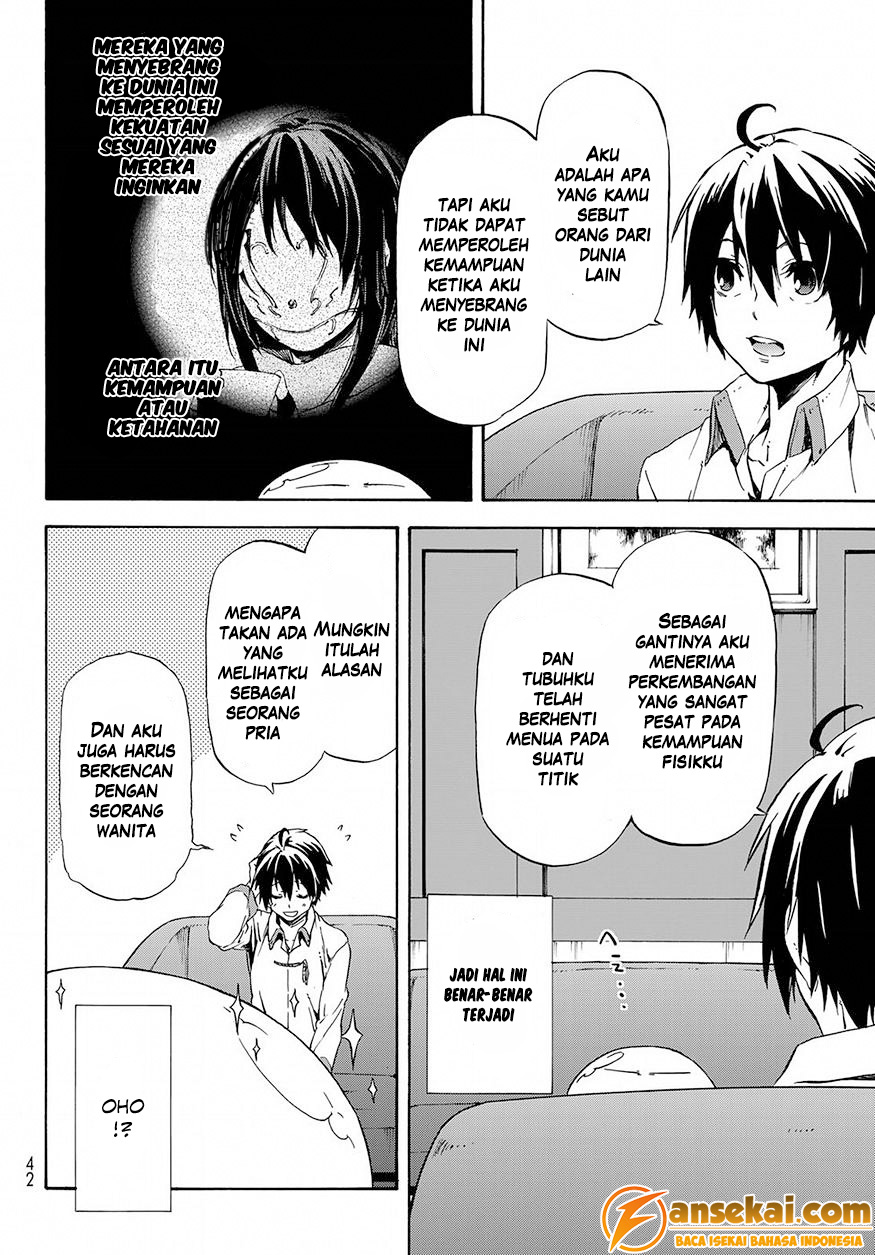 AKU
ADALAH APA
YANG KAMU
SEBUT
ORANG DARI
DUNIA
LAIN
TAPI AKU
TIDAK DAPAT
MEMPEROLEH
KEMAMPUAN
KETIKA AKU
MENYEBRANG
KE DUNIA
INI
MEREKA YANG
MENYEBRANG
KE DUNIA INI
MEMPEROLEH
KEKUATAN
SESUAI YANG
MEREKA
INGINKAN
ANTARA ITU
KEMAMPUAN
ATAU
KETAHANAN
SEBAGAI
GANTINYA AKU
MENERIMA
PERKEMBANGAN
YANG SANGAT
PESAT PADA
KEMAMPUAN
FISIKKU
DAN
TUBUHKU
TELAH
BERHENTI
MENUA PADA
SUATU
TITIK
へぇ...
JADI HAL INI
BENAR-BENAR
TERJADI
MUNGKIN
ITULAH
ALASAN
MENGAPA
TAKAN ADA
YANG
MELIHATKU
SEBAGAI
SEORANG
PRIA
DAN AKU
JUGA HARUS
BERKENCAN
DENGAN
SEORANG
WANITA
OHO
!?
42
ansekai.com
BACA ISEKAI BAHASA INDONESIA